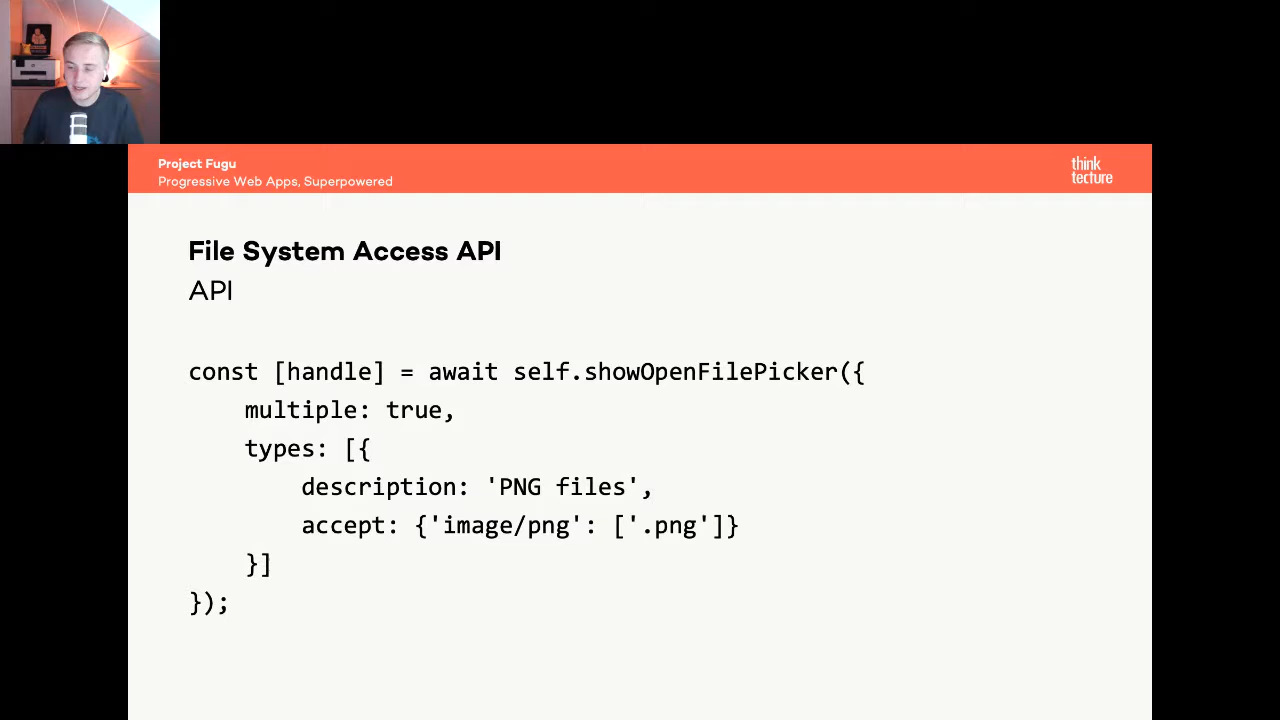 Project Fugu
Progressive Web Apps, Superpowered
think
tecture
File System Access API
API
const [handle] = await self.showOpenFilePicker({
    multiple: true,
    types: [{
        description: 'PNG files',
        accept: {'image/png': ['.png']}
    }]
});